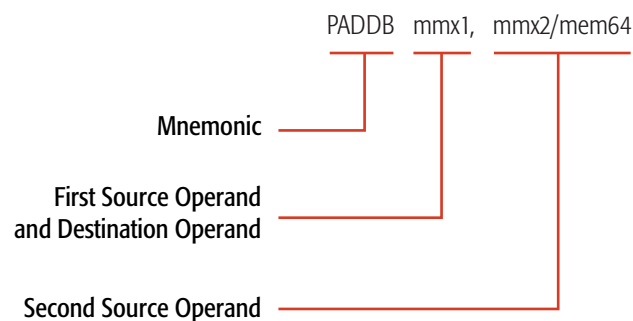 PADDB mmx1, mmx2/mem64
Mnemonic
First Source Operand
and Destination Operand
Second Source Operand